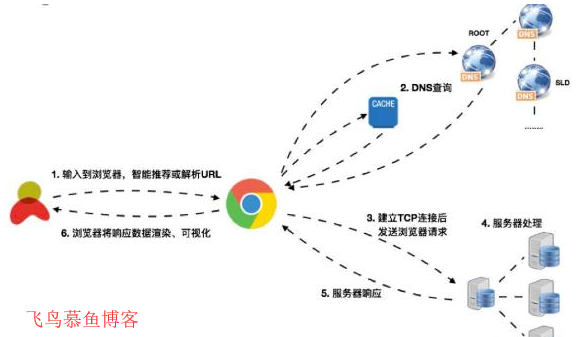 ROOT
DNS
DNS
DNS
SLD
........
2. DNS查询
CACHE
1. 输入到浏览器，智能推荐或解析URL
6. 浏览器将响应数据渲染、可视化
3. 建立TCP连接后
发送浏览器请求
4. 服务器处理
5. 服务器响应
飞鸟慕鱼博客